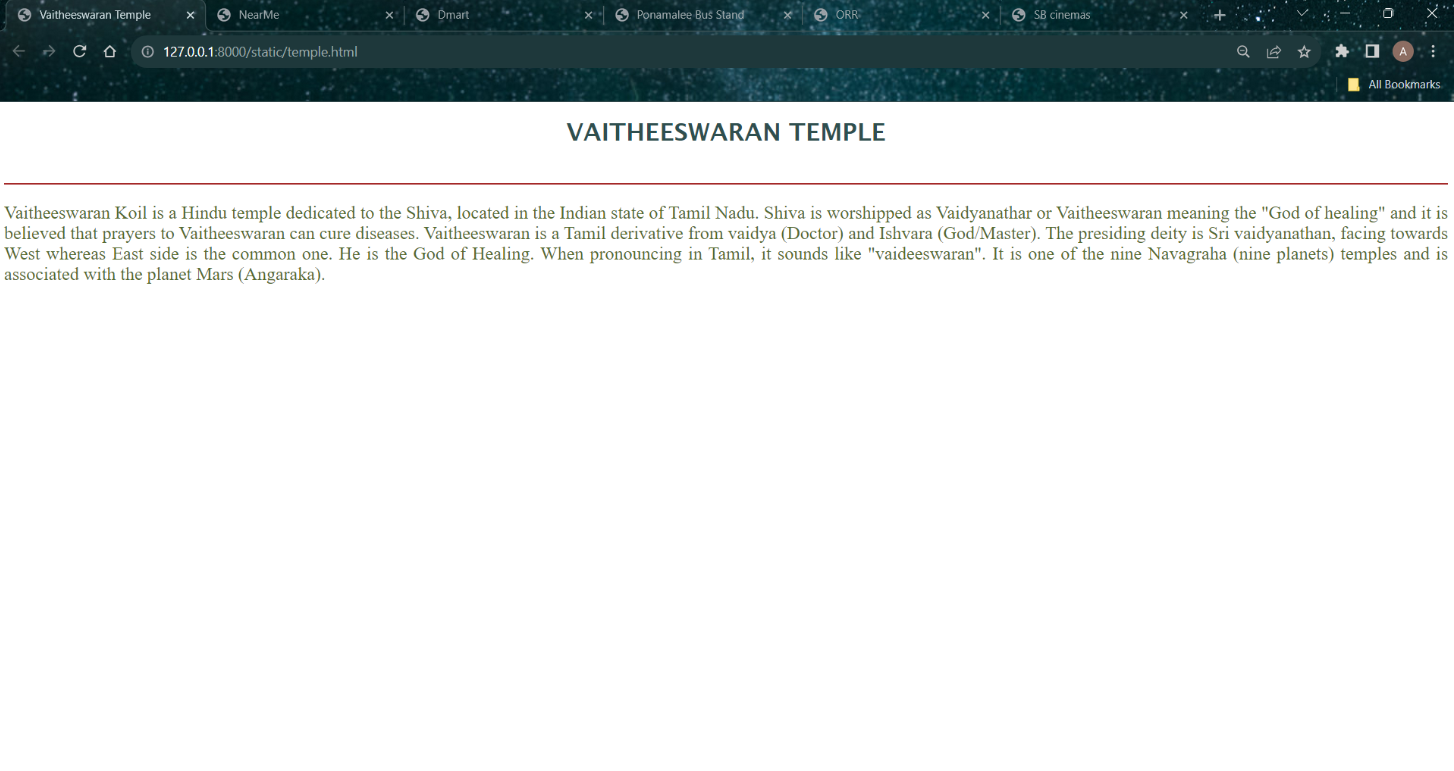 Vaitheeswaran Temple
NearMe
Dmart
Ponamalee Bus Stand
ORR
SB cinemas
127.0.0.1:8000/static/temple.html
A
All Bookmarks
VAITHEESWARAN TEMPLE
Vaitheeswaran Koil is a Hindu temple dedicated to the Shiva, located in the Indian state of Tamil Nadu. Shiva is worshipped as Vaidyanathar or Vaitheeswaran meaning the "God of healing" and it is
believed that prayers to Vaitheeswaran can cure diseases. Vaitheeswaran is a Tamil derivative from vaidya (Doctor) and Ishvara (God/Master). The presiding deity is Sri vaidyanathan, facing towards
West whereas East side is the common one. He is the God of Healing. When pronouncing in Tamil, it sounds like "vaideeswaran". It is one of the nine Navagraha (nine planets) temples and is
associated with the planet Mars (Angaraka).